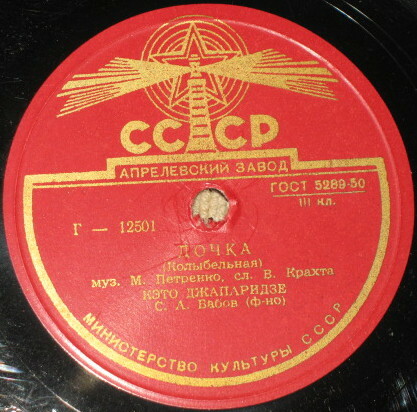 СССР
АПРЕЛЕВСКИЙ ЗАВОД
ГОСТ 5289-50
III кл.
Г — 12501
ДОЧКА
(Колыбельная)
муз. М. Петренко, сл. В. Крахта
КЭТО ДЖАПАРИДЗЕ
С. А. Бабов (ф-но)
МИНИСТЕРСТВО КУЛЬТУРЫ СССР